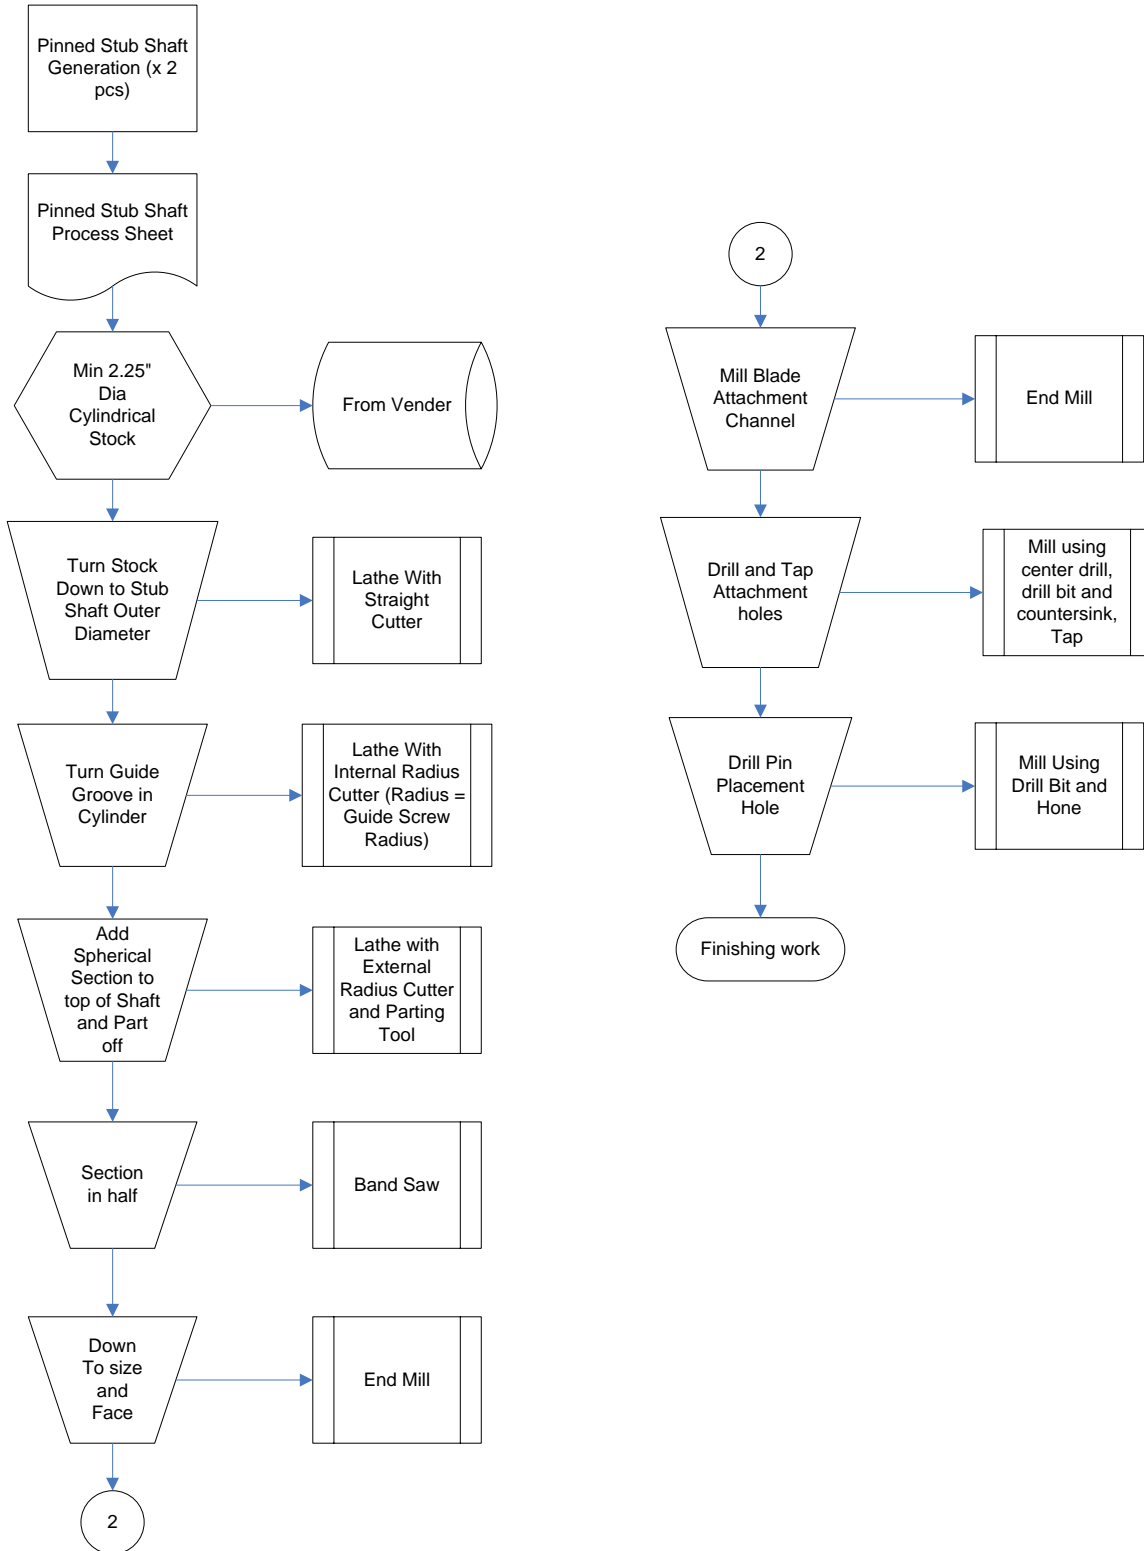 Pinned Stub Shaft
Generation (x 2
pcs)
Pinned Stub Shaft
Process Sheet
Min 2.25"
Dia
Cylindrical
Stock
From Vender
Turn Stock
Down to Stub
Shaft Outer
Diameter
Lathe With
Straight
Cutter
Turn Guide
Groove in
Cylinder
Lathe With
Internal Radius
Cutter (Radius =
Guide Screw
Radius)
Add
Spherical
Section to
top of Shaft
and Part
off
Lathe with
External
Radius Cutter
and Parting
Tool
Section
in half
Band Saw
Down
To size
and
Face
End Mill
2
2
Mill Blade
Attachment
Channel
End Mill
Drill and Tap
Attachment
holes
Mill using
center drill,
drill bit and
countersink,
Tap
Drill Pin
Placement
Hole
Mill Using
Drill Bit and
Hone
Finishing work